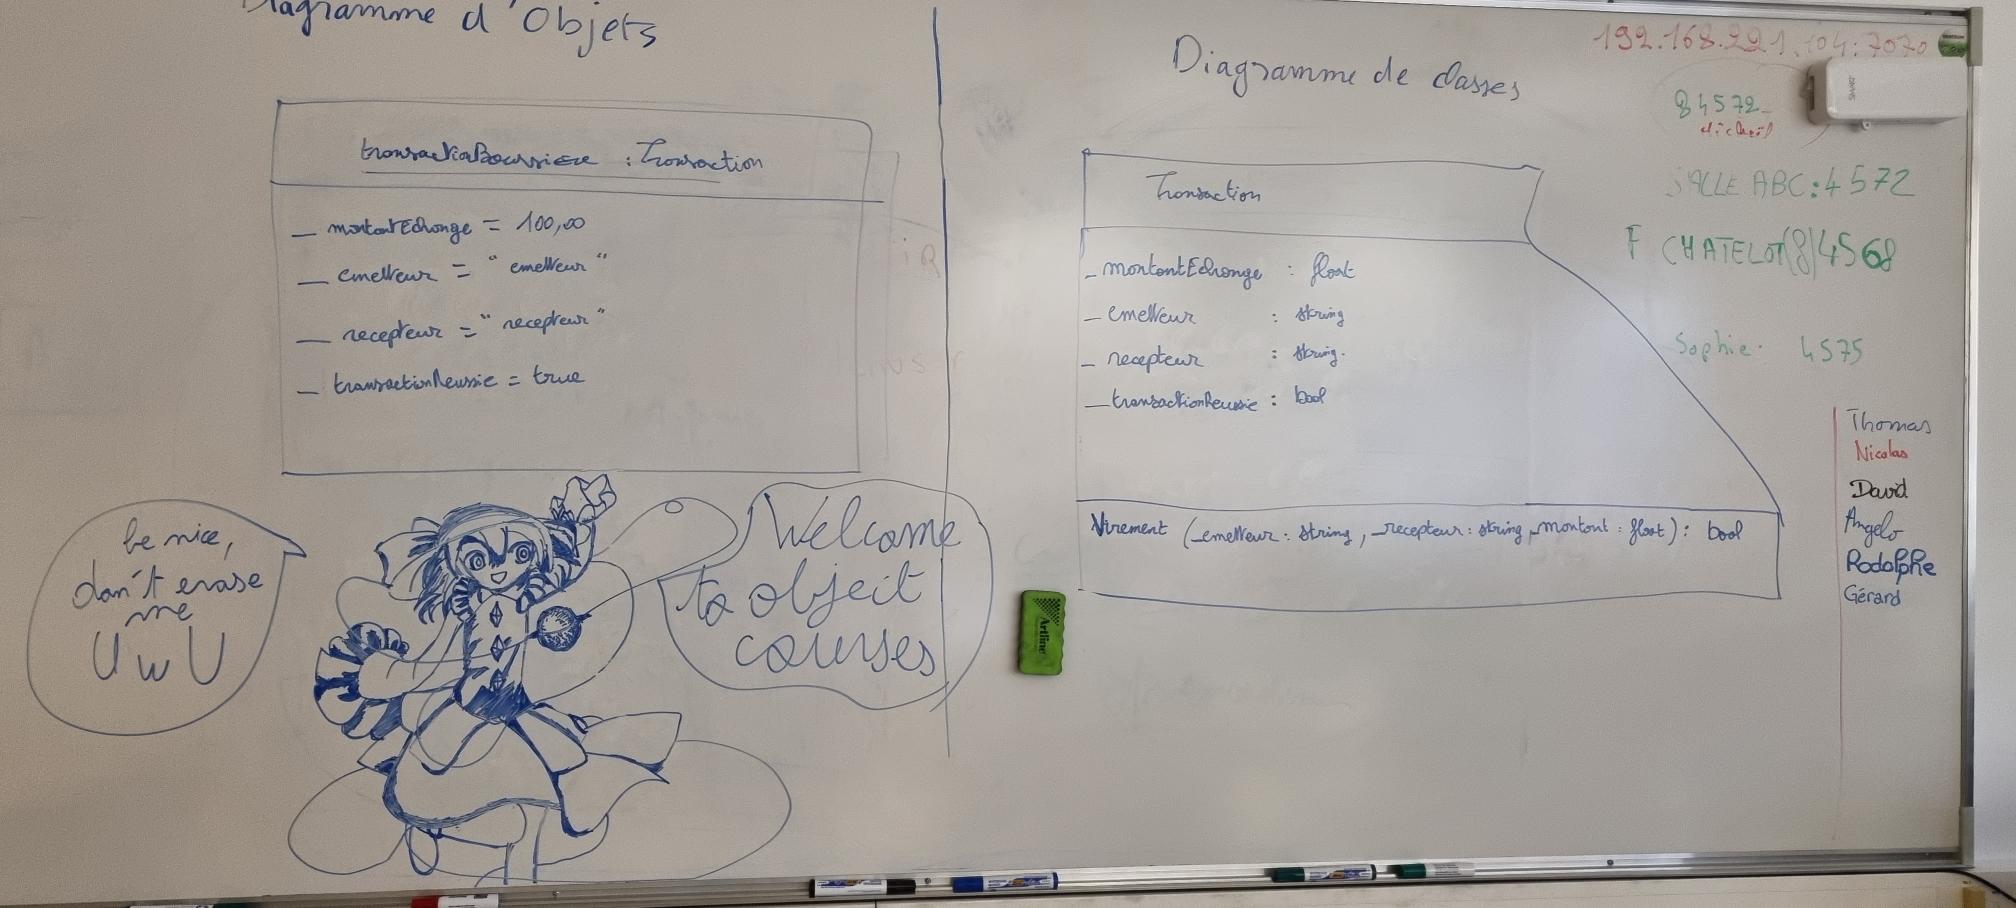 Diagramme d'Objets
transactionBoursiere : Transaction
_ montantEchange = 100,00
_ emetteur = "emetteur"
_ recepteur = "recepteur"
_ transactionReussie = true
be nice,
don't erase
me
UwU
Welcome
to object
courses
Diagramme de classes
Transaction
_ montantEchange : float
_ emetteur : string
_ recepteur : string.
_ transactionReussie : bool
Virement (_emetteur : String, _recepteur : string, _montant : float) : bool
Artline
192.168.221.104:7070
84572
SMART
SALLE ABC : 4572
F CHATELOT(8)4568
Sophie. 4575
Thomas
Nicolas
David
Angelo
Rodolphe
Gérard